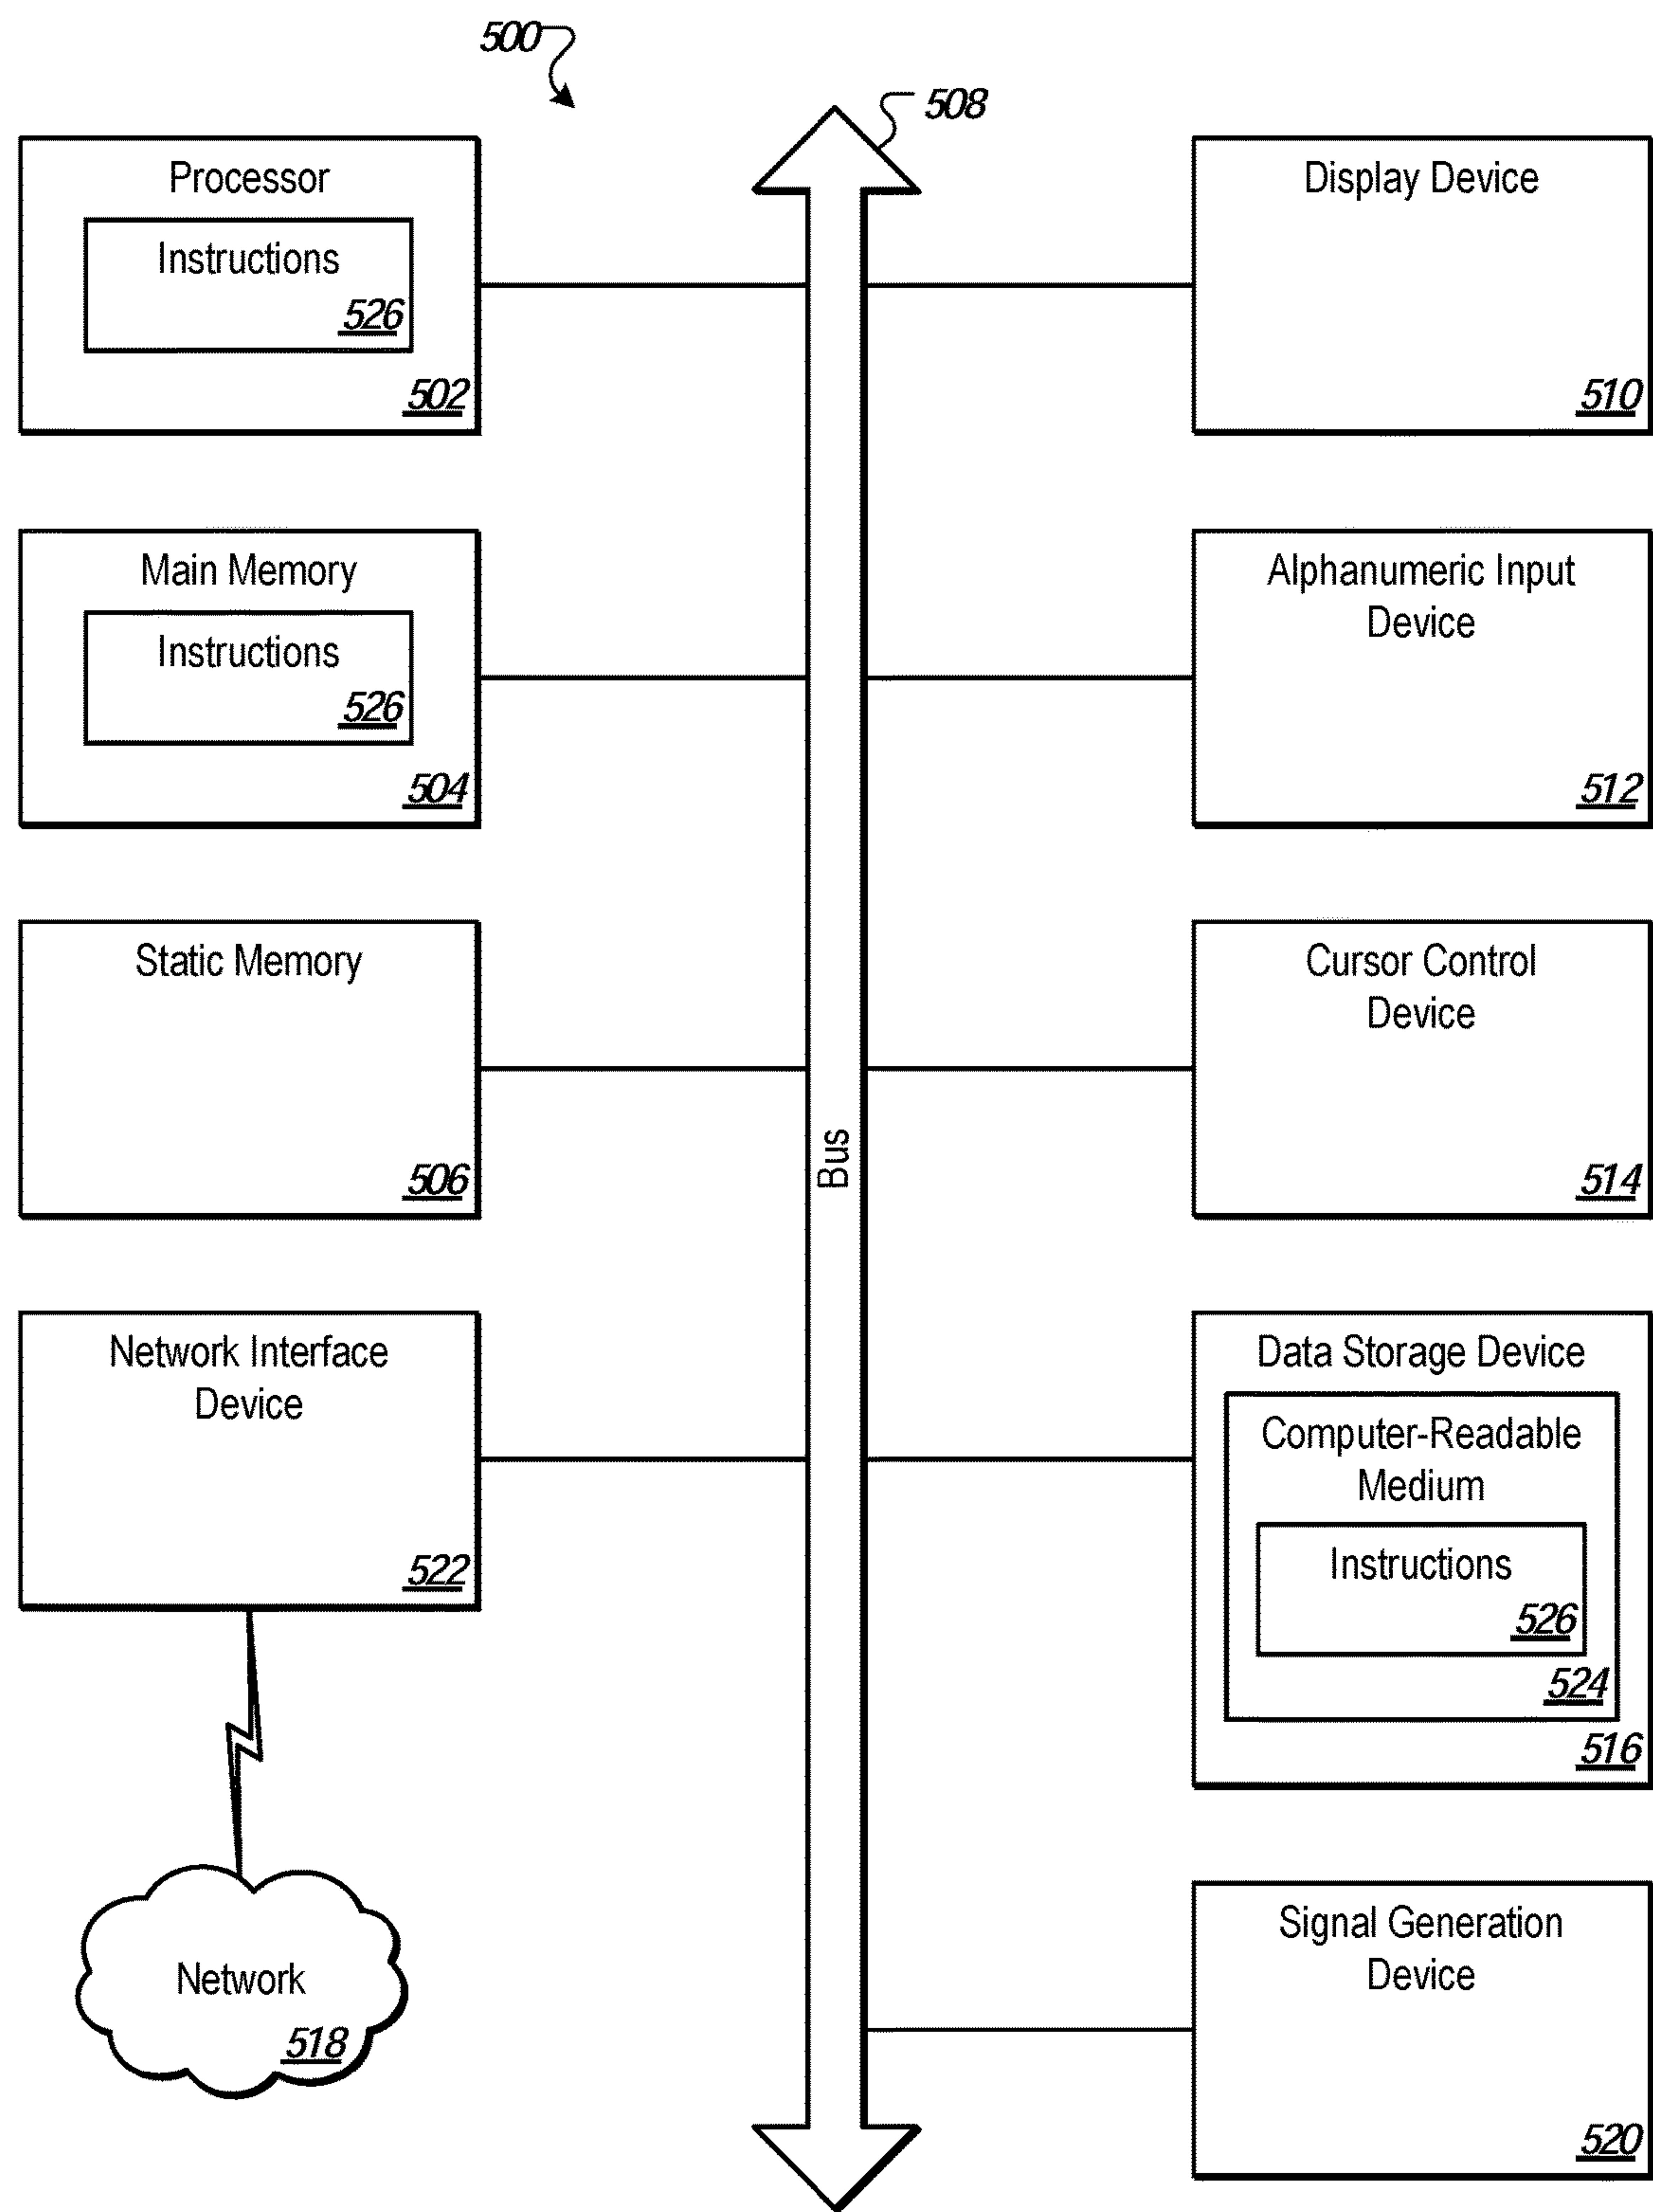 500
508
Processor
Instructions
526
502
Display Device
510
Main Memory
Instructions
526
504
Alphanumeric Input
Device
512
Static Memory
506
Cursor Control
Device
514
Bus
Network Interface
Device
522
Data Storage Device
Computer-Readable
Medium
Instructions
526
524
516
Network
518
Signal Generation
Device
520